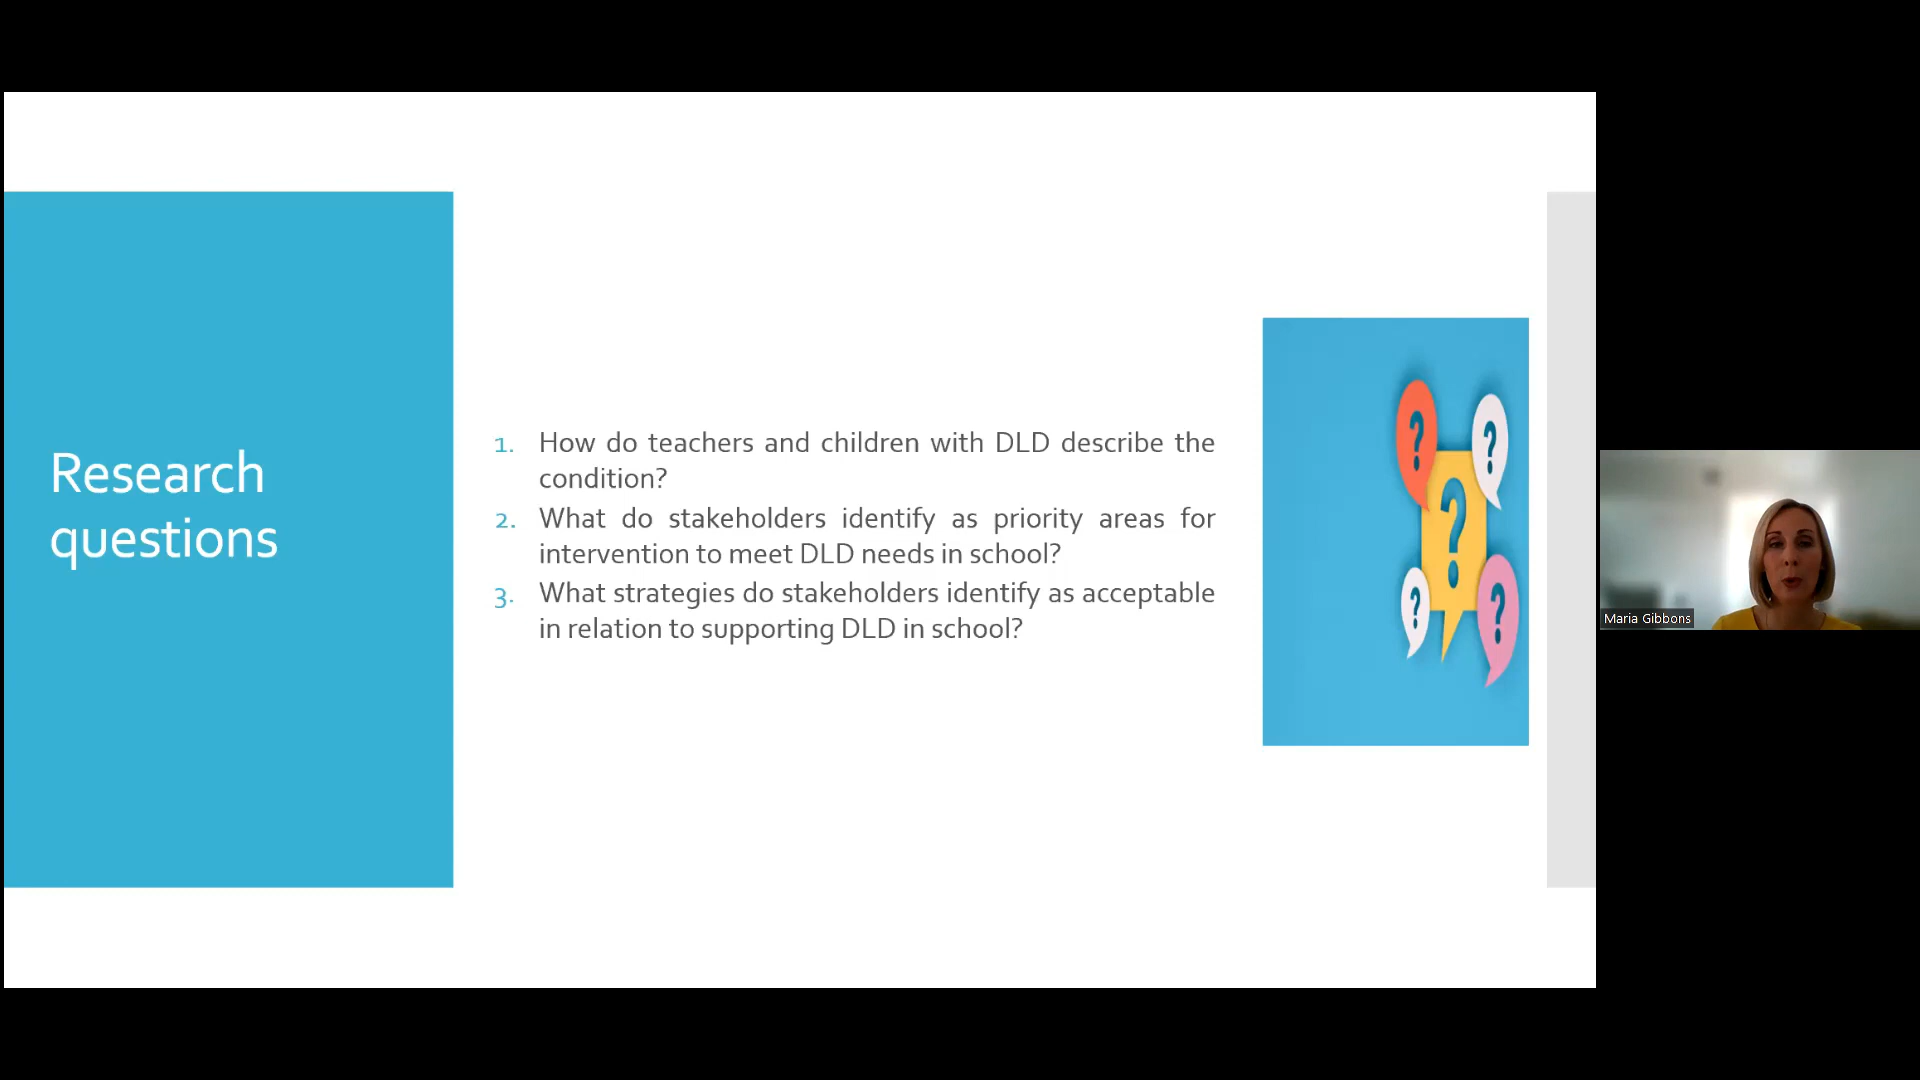 Research
questions
1. How do teachers and children with DLD describe the
condition?
2. What do stakeholders identify as priority areas for
intervention to meet DLD needs in school?
3. What strategies do stakeholders identify as acceptable
in relation to supporting DLD in school?
?
?
?
?
?
Maria Gibbons